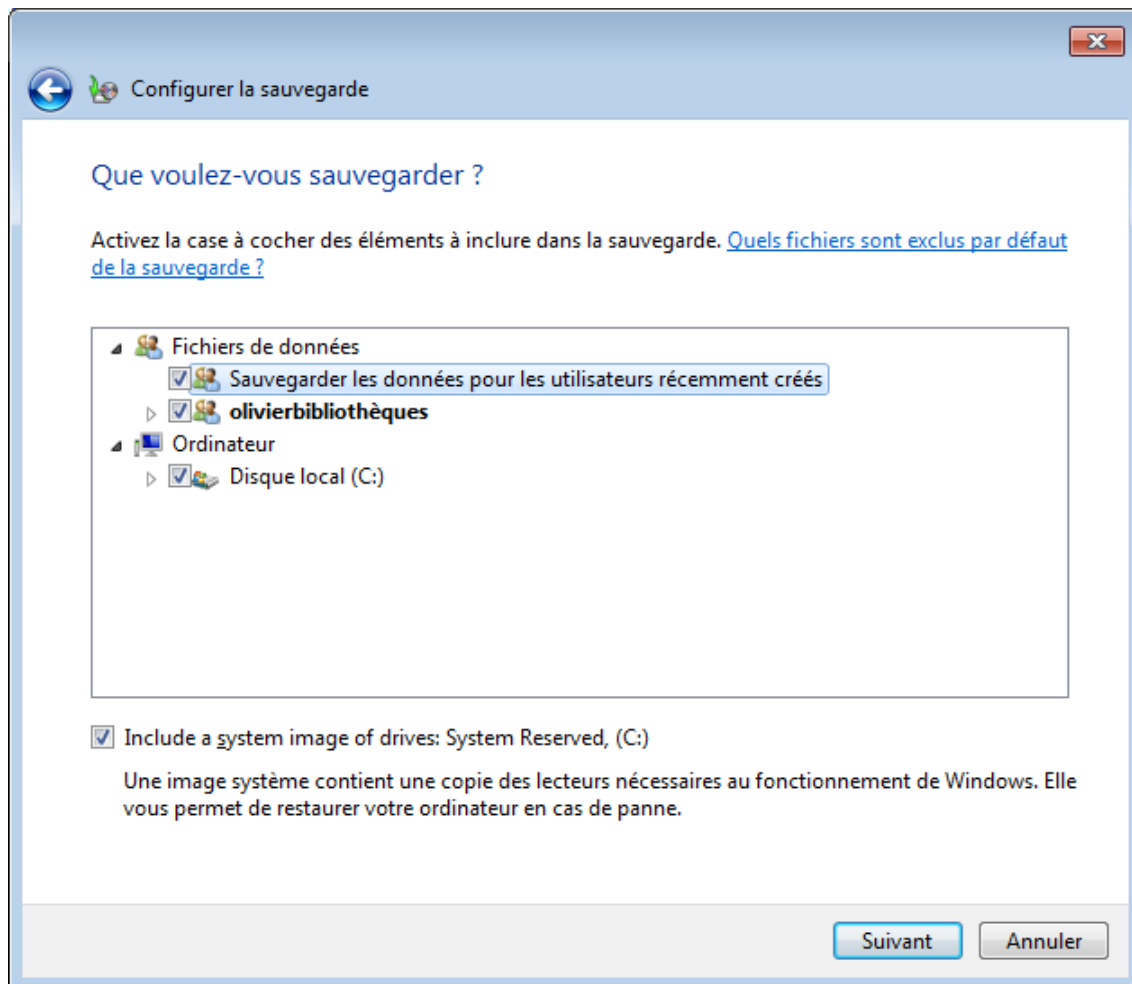 Configurer la sauvegarde
Que voulez-vous sauvegarder ?
Activez la case à cocher des éléments à inclure dans la sauvegarde. Quels fichiers sont exclus par défaut
de la sauvegarde ?
Fichiers de données
Sauvegarder les données pour les utilisateurs récemment créés
olivierbibliothèques
Ordinateur
Disque local (C:)
Include a system image of drives: System Reserved, (C:)
Une image système contient une copie des lecteurs nécessaires au fonctionnement de Windows. Elle
vous permet de restaurer votre ordinateur en cas de panne.
Suivant Annuler